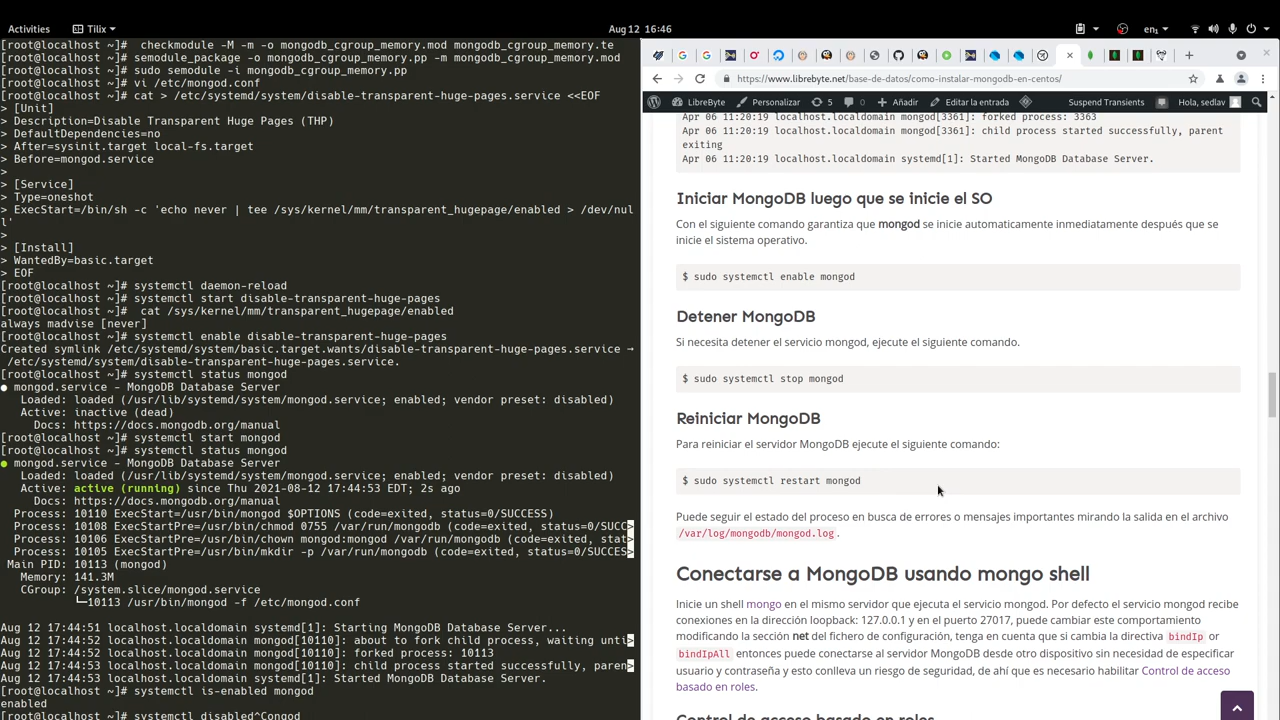 Activities
Tilix
Aug 12 16:46
en1
[root@localhost ~]#  checkmodule -M -m -o mongodb_cgroup_memory.mod mongodb_cgroup_memory.te
[root@localhost ~]# semodule_package -o mongodb_cgroup_memory.pp -m mongodb_cgroup_memory.mod
[root@localhost ~]# sudo semodule -i mongodb_cgroup_memory.pp
[root@localhost ~]# vi /etc/mongod.conf
[root@localhost ~]# cat > /etc/systemd/system/disable-transparent-huge-pages.service <<EOF
> [Unit]
> Description=Disable Transparent Huge Pages (THP)
> DefaultDependencies=no
> After=sysinit.target local-fs.target
> Before=mongod.service
>
> [Service]
> Type=oneshot
> ExecStart=/bin/sh -c 'echo never | tee /sys/kernel/mm/transparent_hugepage/enabled > /dev/nul
l'
>
> [Install]
> WantedBy=basic.target
> EOF
[root@localhost ~]# systemctl daemon-reload
[root@localhost ~]# systemctl start disable-transparent-huge-pages
[root@localhost ~]#  cat /sys/kernel/mm/transparent_hugepage/enabled
always madvise [never]
[root@localhost ~]# systemctl enable disable-transparent-huge-pages
Created symlink /etc/systemd/system/basic.target.wants/disable-transparent-huge-pages.service →
/etc/systemd/system/disable-transparent-huge-pages.service.
[root@localhost ~]# systemctl status mongod
● mongod.service - MongoDB Database Server
Loaded: loaded (/usr/lib/systemd/system/mongod.service; enabled; vendor preset: disabled)
Active: inactive (dead)
Docs: https://docs.mongodb.org/manual
[root@localhost ~]# systemctl start mongod
[root@localhost ~]# systemctl status mongod
● mongod.service - MongoDB Database Server
Loaded: loaded (/usr/lib/systemd/system/mongod.service; enabled; vendor preset: disabled)
Active: active (running) since Thu 2021-08-12 17:44:53 EDT; 2s ago
Docs: https://docs.mongodb.org/manual
Process: 10110 ExecStart=/usr/bin/mongod $OPTIONS (code=exited, status=0/SUCCESS)
Process: 10108 ExecStartPre=/usr/bin/chmod 0755 /var/run/mongodb (code=exited, status=0/SUCC>
Process: 10106 ExecStartPre=/usr/bin/chown mongod:mongod /var/run/mongodb (code=exited, stat>
Process: 10105 ExecStartPre=/usr/bin/mkdir -p /var/run/mongodb (code=exited, status=0/SUCCES>
Main PID: 10113 (mongod)
Memory: 141.3M
CGroup: /system.slice/mongod.service
└─10113 /usr/bin/mongod -f /etc/mongod.conf
Aug 12 17:44:51 localhost.localdomain systemd[1]: Starting MongoDB Database Server...
Aug 12 17:44:52 localhost.localdomain mongod[10110]: about to fork child process, waiting unti>
Aug 12 17:44:52 localhost.localdomain mongod[10110]: forked process: 10113
Aug 12 17:44:53 localhost.localdomain mongod[10110]: child process started successfully, paren>
Aug 12 17:44:53 localhost.localdomain systemd[1]: Started MongoDB Database Server.
[root@localhost ~]# systemctl is-enabled mongod
enabled
[root@localhost ~]# systemctl disabled^Congod
https://www.librebyte.net/base-de-datos/como-instalar-mongodb-en-centos/
LibreByte
Personalizar
5
0
Añadir
Editar la entrada
Suspend Transients
Hola, sedlav
Apr 06 11:20:19 localhost.localdomain mongod[3361]: forked process: 3363
Apr 06 11:20:19 localhost.localdomain mongod[3361]: child process started successfully, parent
exiting
Apr 06 11:20:19 localhost.localdomain systemd[1]: Started MongoDB Database Server.
Iniciar MongoDB luego que se inicie el SO
Con el siguiente comando garantiza que mongod se inicie automaticamente inmediatamente después que se
inicie el sistema operativo.
$ sudo systemctl enable mongod
Detener MongoDB
Si necesita detener el servicio mongod, ejecute el siguiente comando.
$ sudo systemctl stop mongod
Reiniciar MongoDB
Para reiniciar el servidor MongoDB ejecute el siguiente comando:
$ sudo systemctl restart mongod
Puede seguir el estado del proceso en busca de errores o mensajes importantes mirando la salida en el archivo
/var/log/mongodb/mongod.log.
Conectarse a MongoDB usando mongo shell
Inicie un shell mongo en el mismo servidor que ejecuta el servicio mongod. Por defecto el servicio mongod recibe
conexiones en la dirección loopback: 127.0.0.1 y en el puerto 27017, puede cambiar este comportamiento
modificando la sección net del fichero de configuración, tenga en cuenta que si cambia la directiva bindIp or
bindIpAll entonces puede conectarse al servidor MongoDB desde otro dispositivo sin necesidad de especificar
usuario y contraseña y esto conlleva un riesgo de seguridad, de ahí que es necesario habilitar Control de acceso
basado en roles.
Control de acceso basado en roles